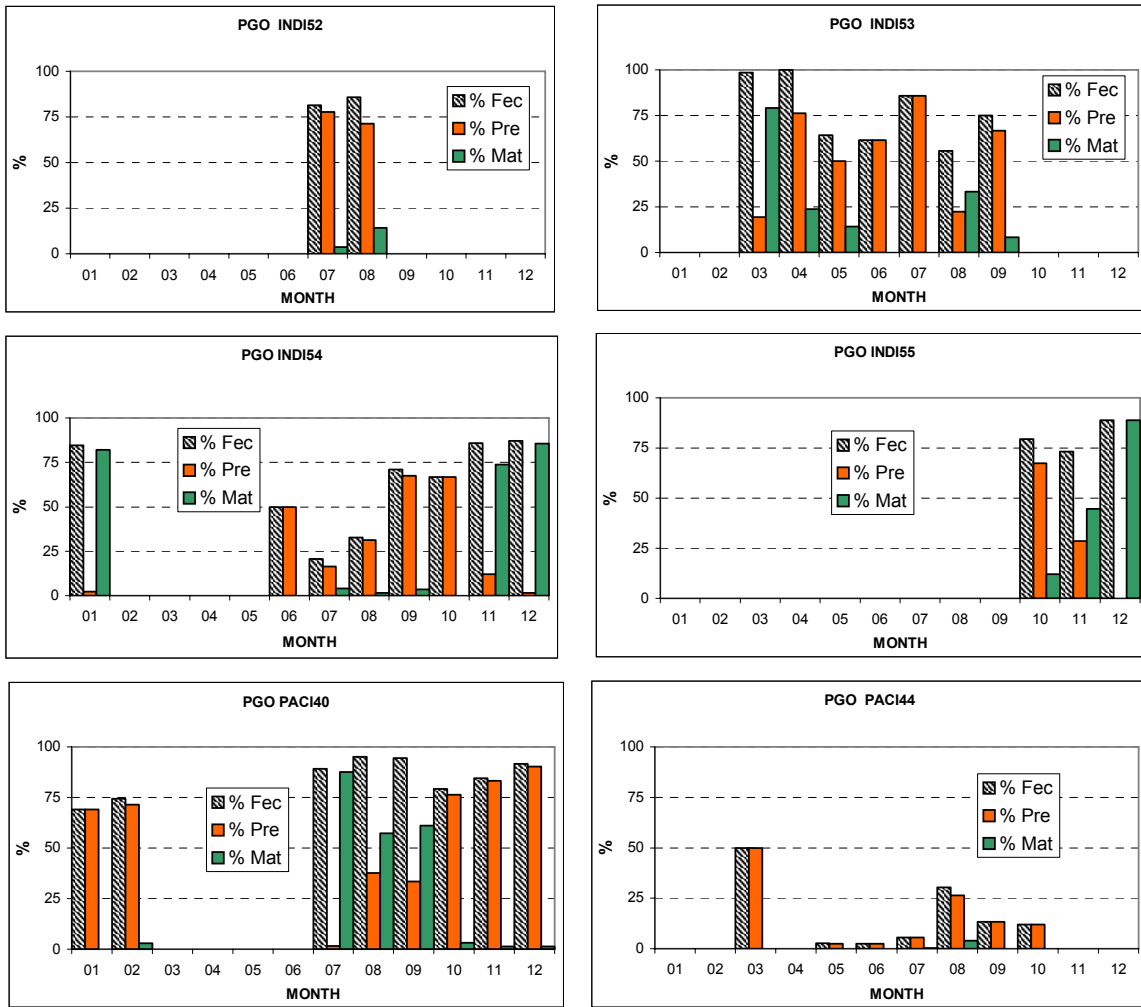 PGO INDI52
100
75
50
25
0
%
% Fec
% Pre
% Mat
01 02 03 04 05 06 07 08 09 10 11 12
MONTH
PGO INDI53
100
75
50
25
0
%
% Fec
% Pre
% Mat
01 02 03 04 05 06 07 08 09 10 11 12
MONTH
PGO INDI54
100
75
50
25
0
%
% Fec
% Pre
% Mat
01 02 03 04 05 06 07 08 09 10 11 12
MONTH
PGO INDI55
100
75
50
25
0
%
% Fec
% Pre
% Mat
01 02 03 04 05 06 07 08 09 10 11 12
MONTH
PGO PACI40
100
75
50
25
0
%
% Fec
% Pre
% Mat
01 02 03 04 05 06 07 08 09 10 11 12
MONTH
PGO PACI44
100
75
50
25
0
%
% Fec
% Pre
% Mat
01 02 03 04 05 06 07 08 09 10 11 12
MONTH